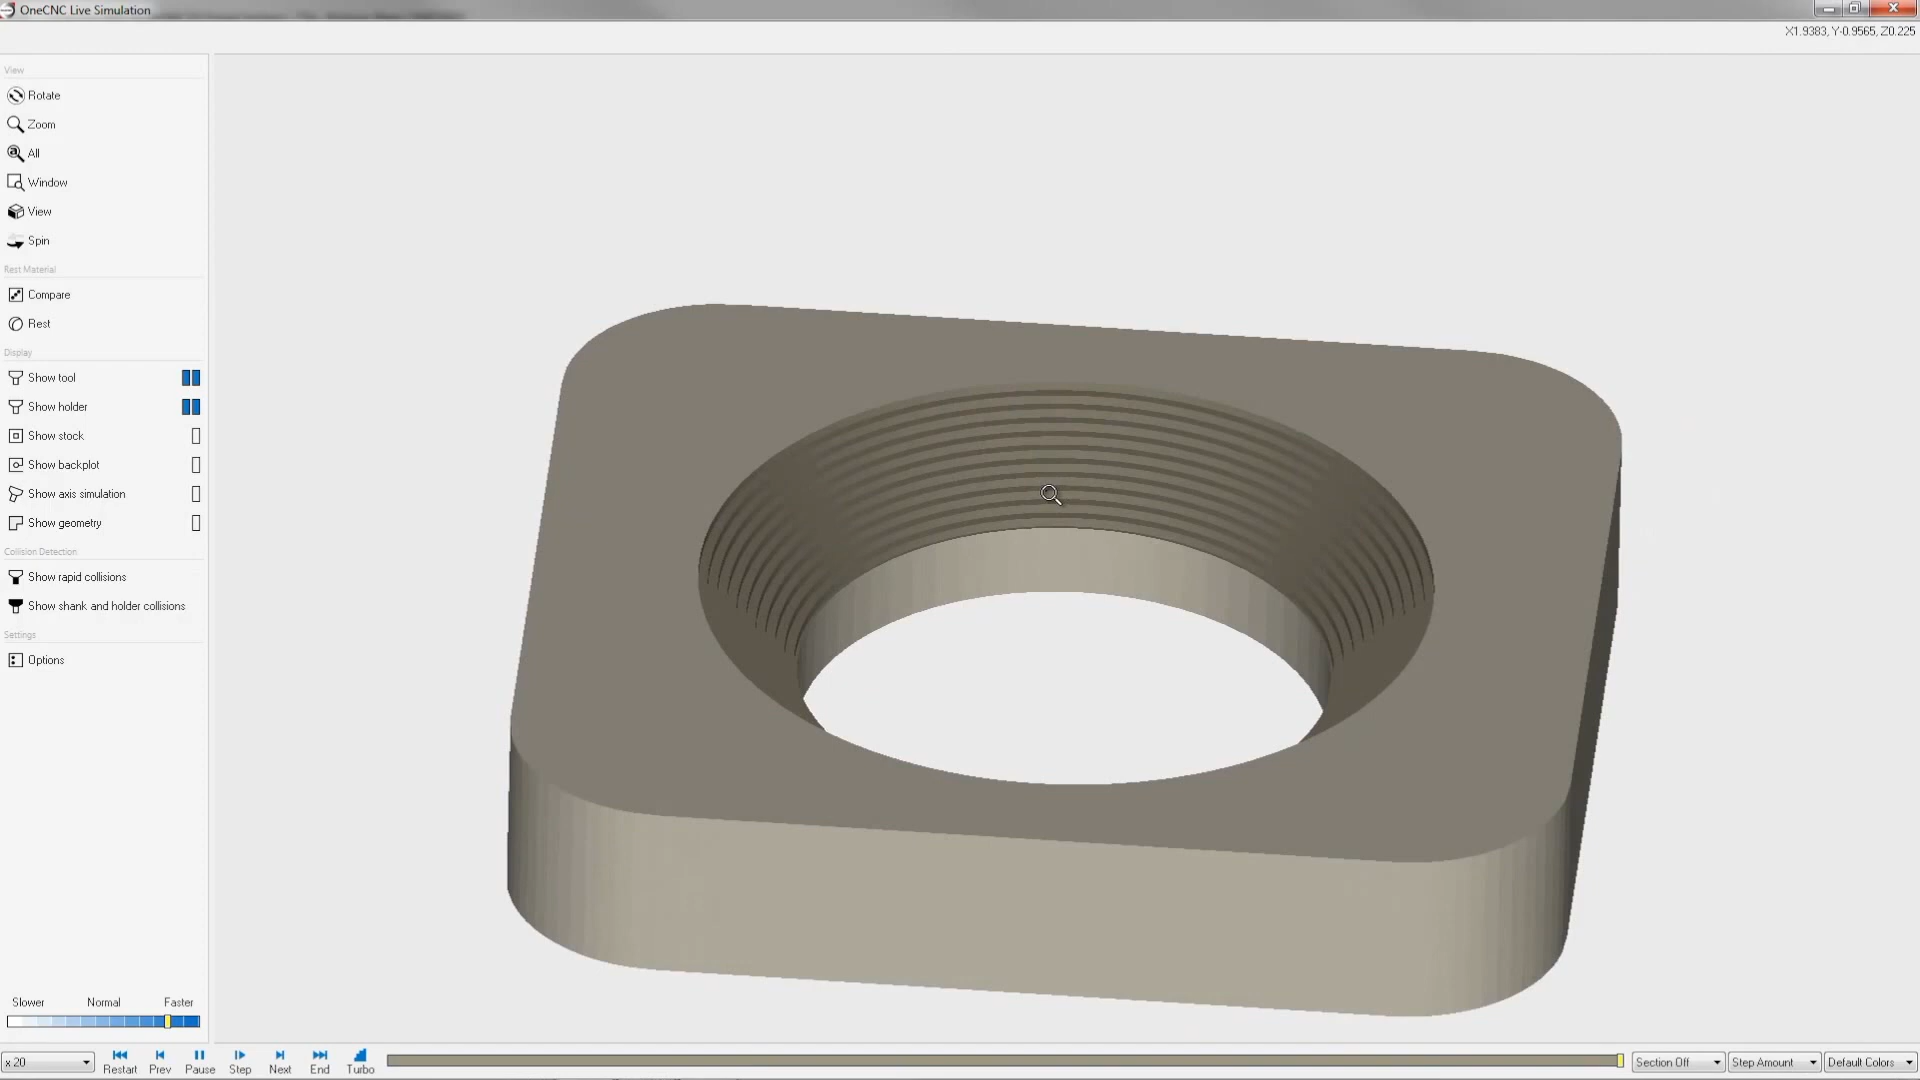 OneCNC Live Simulation
X1.9383, Y-0.9565, Z0.225
View
Rotate
Zoom
All
Window
View
Spin
Rest Material
Compare
Rest
Display
Show tool
Show holder
Show stock
Show backplot
Show axis simulation
Show geometry
Collision Detection
Show rapid collisions
Show shank and holder collisions
Settings
Options
Slower Normal Faster
x 20
Restart Prev Pause Step Next End Turbo
Section Off Step Amount Default Colors